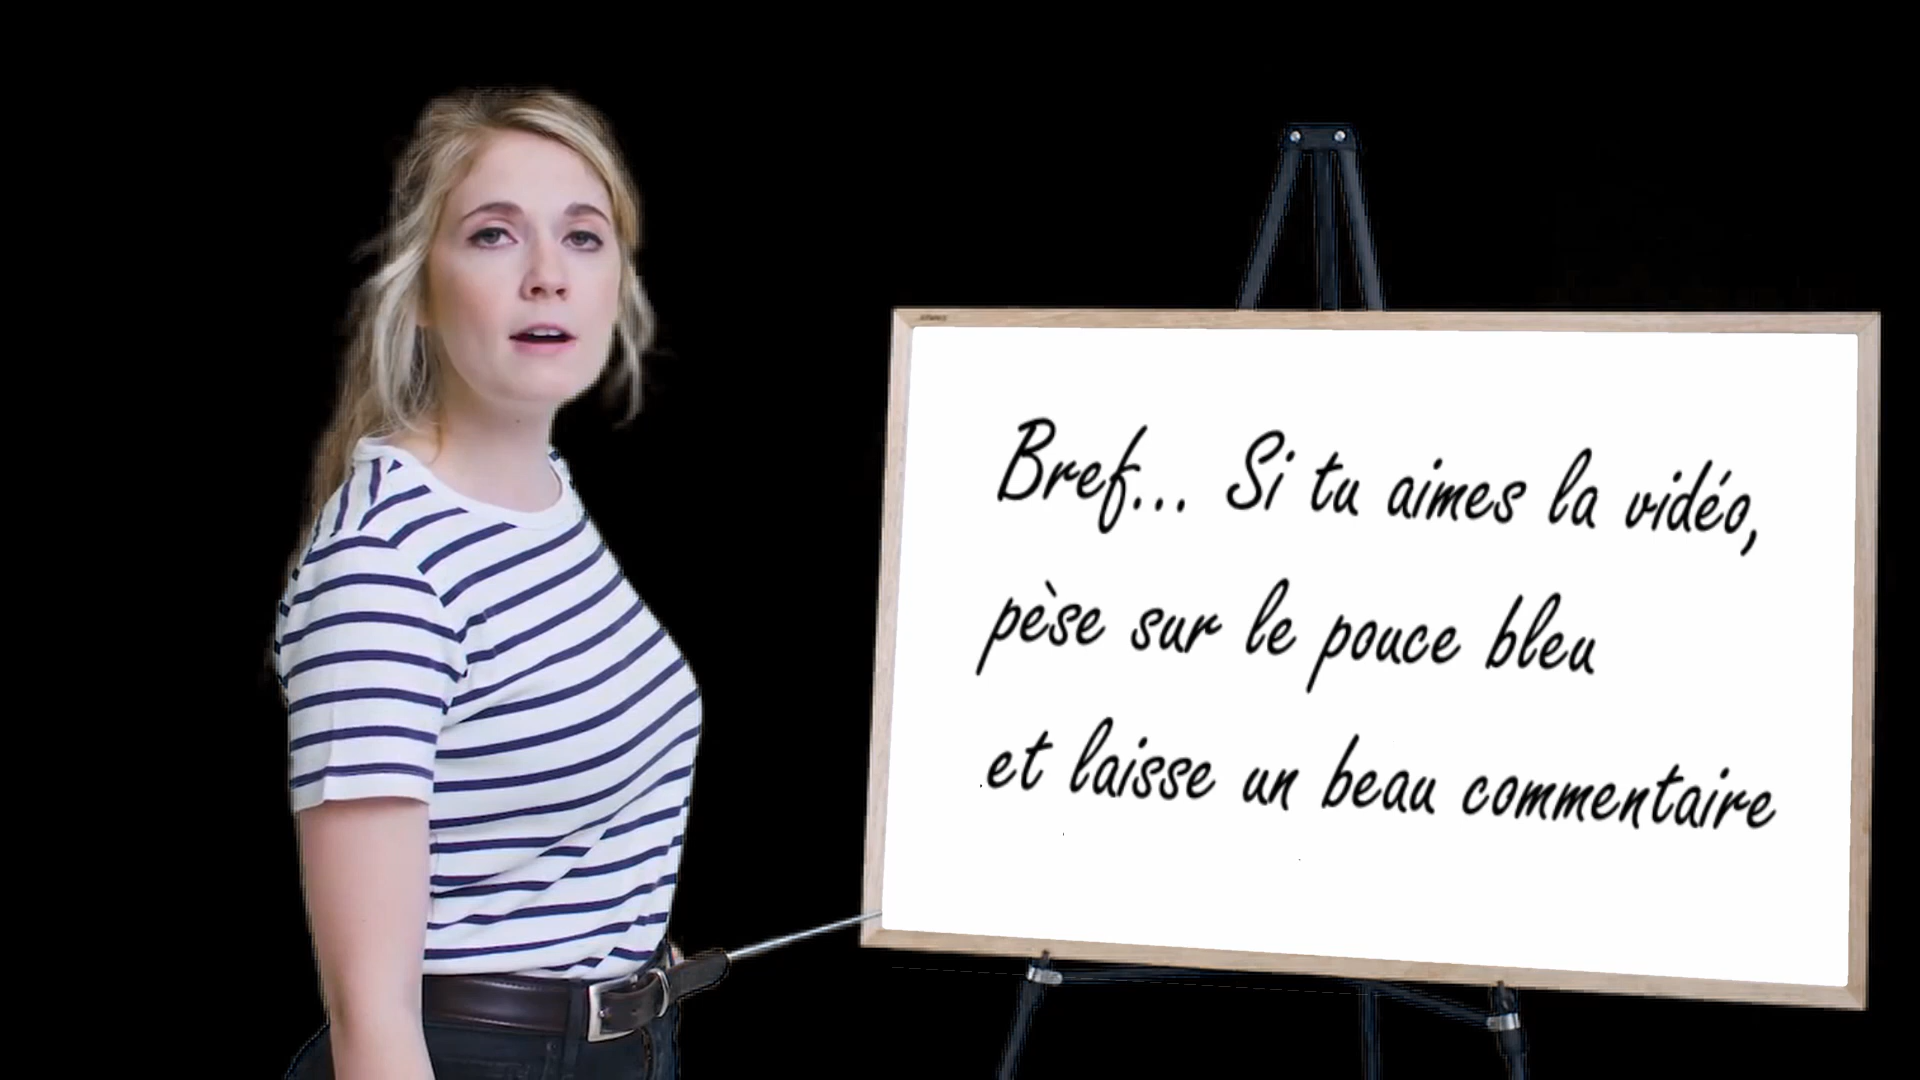 Bref... Si tu aimes la vidéo,
pèse sur le pouce bleu
et laisse un beau commentaire